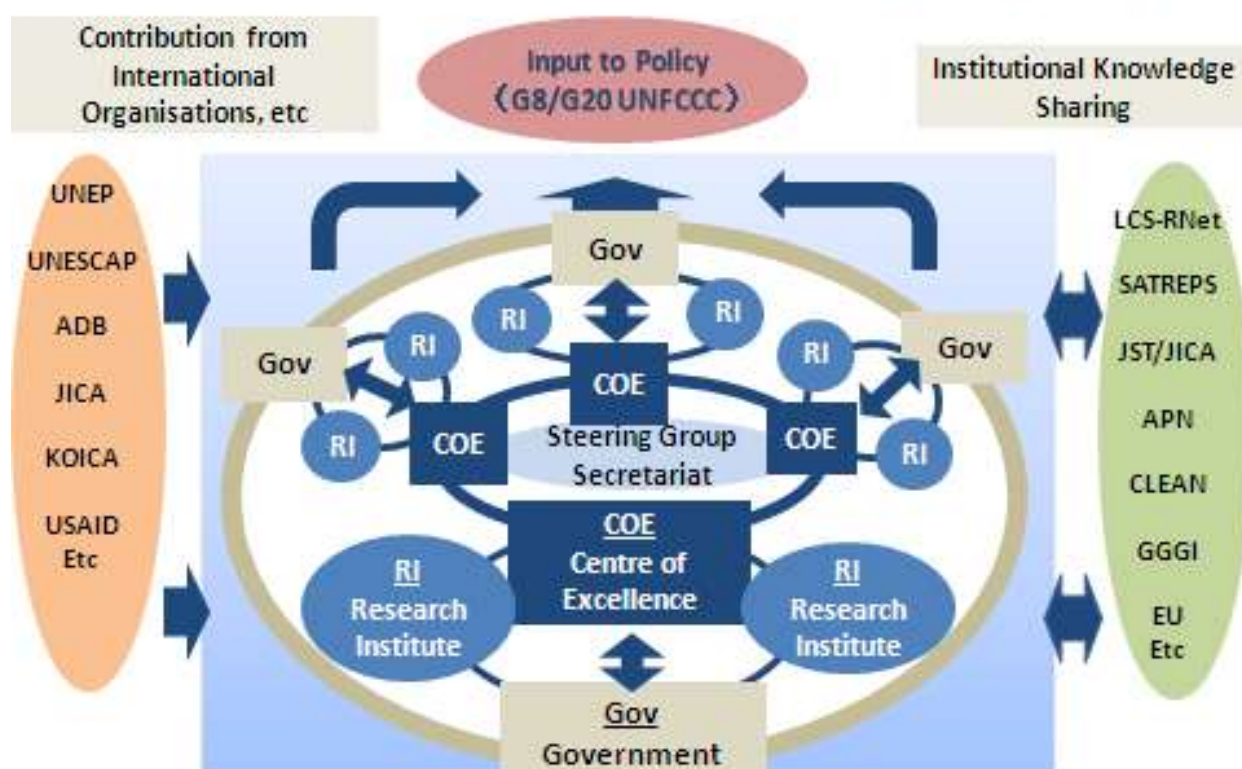 Contribution from
International
Organisations, etc
Input to Policy
（G8/G20 UNFCCC）
Institutional Knowledge
Sharing
UNEP
UNESCAP
ADB
JICA
KOICA
USAID
Etc
Gov
RI
RI
Gov
RI
RI
COE
COE
RI
Gov
RI
COE
Steering Group
Secretariat
COE
Centre of
Excellence
RI
Research
Institute
RI
Research
Institute
Gov
Government
LCS-RNet
SATREPS
JST/JICA
APN
CLEAN
GGGI
EU
Etc